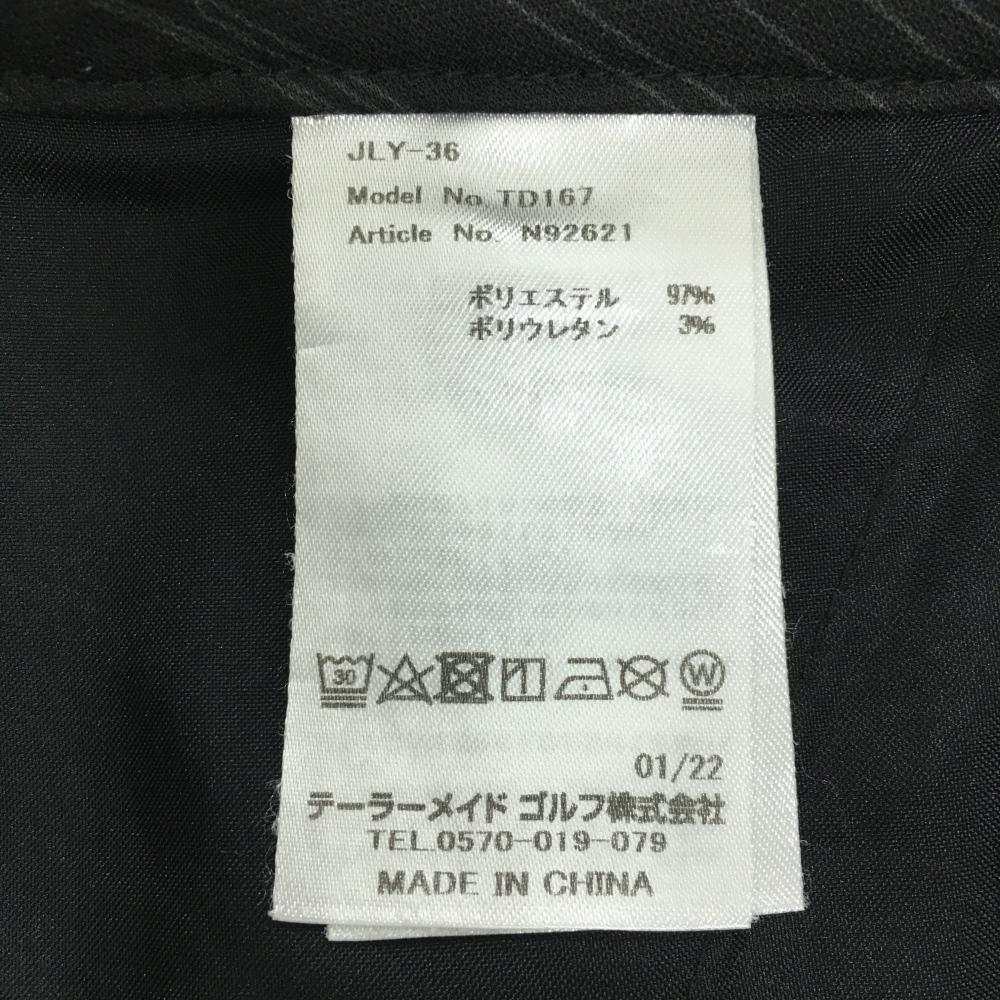 JLY-36
Model No. TD167
Article No. N92621
ポリエステル 97%
ポリウレタン 3%
30 W
01/22
テーラーメイド ゴルフ株式会社
TEL.0570-019-079
MADE IN CHINA